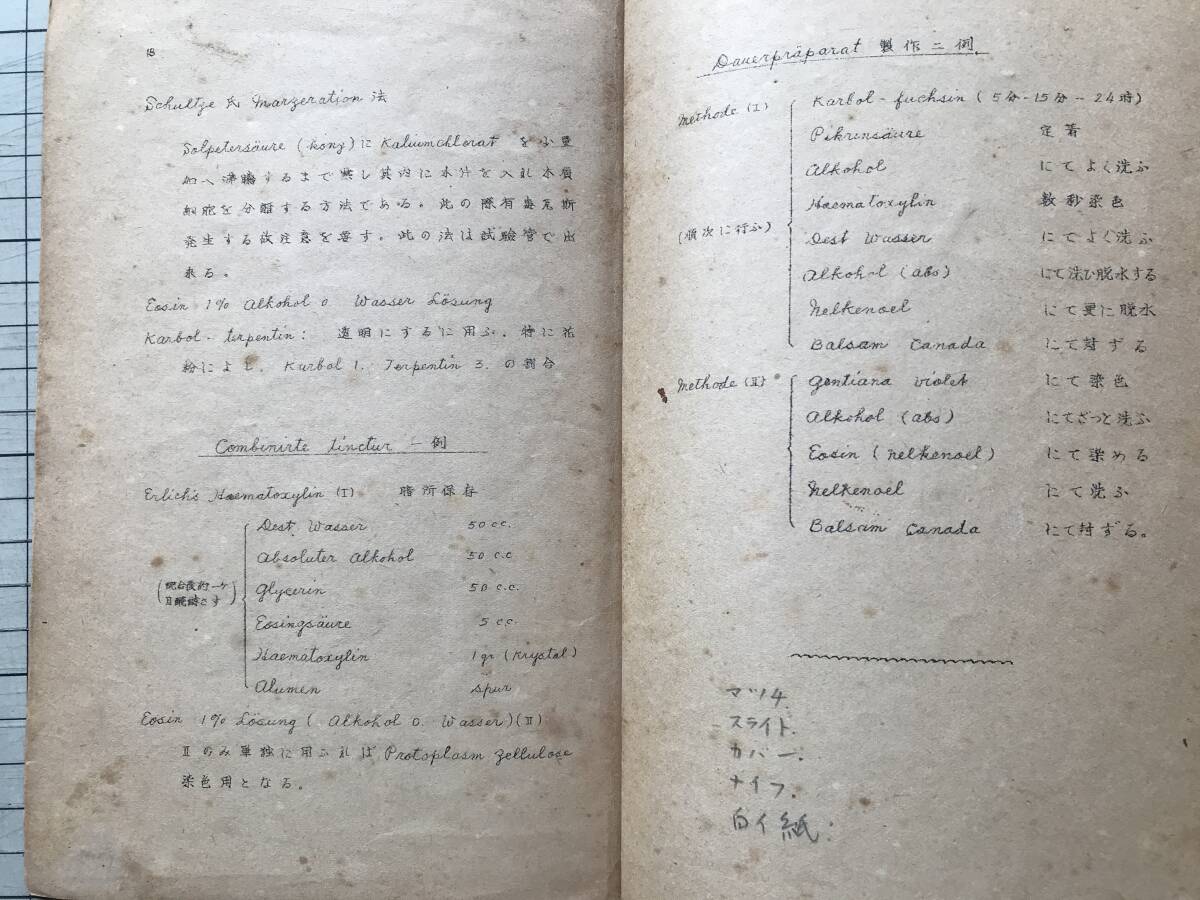 18
Schultze 氏 Marzeration 法
Salpetersäure (konz) に Kaliumchlorat を少量
加へ沸騰するまで熱し其内に木片を入れ木質
細胞を分離する方法である。此の際有毒瓦斯
発生する故注意を要す。此の法は試験管で出
来る。
Eosin 1% Alkohol o Wasser Lösung
Karbol-terpentin: 透明にするに用ふ. 特に花
粉によし. Kurbol 1. Terpentin 3. の割合
Combinirte tinctur 一例
Erlich's Haematoxylin (I) 暗所保存
Dest Wasser 50 cc.
Absoluter Alkohol 50 c.c
Glycerin 50 c.c.
Eosingsäure 5 cc.
Haematoxylin 1 gr (Krystal)
Alumen spur
Eosin 1% Lösung ( Alkohol o. Wasser) (II)
II のみ単独に用ふれば Protoplasm Zellulose
染色用となる。
Dauerpräparat 製作二例
Methode (I)
(順次に行ふ)
Karbol-fuchsin (5分-15分-24時)
Pikrinsäure 定着
Alkohol にてよく洗ふ
Haematoxylin 数秒染色
Dest Wasser にてよく洗ふ
Alkohol (abs) にて洗ひ脱水する
Nelkenoel にて更に脱水
Balsam Canada にて封ずる
Methode (II)
Gentiana violet にて染色
Alkohol (abs) にてざっと洗ふ
Eosin (nelkenoel) にて染める
Nelkenoel にて洗ふ
Balsam Canada にて封ずる。
マツチ.
スライト.
カバー.
ナイフ.
白イ紙.